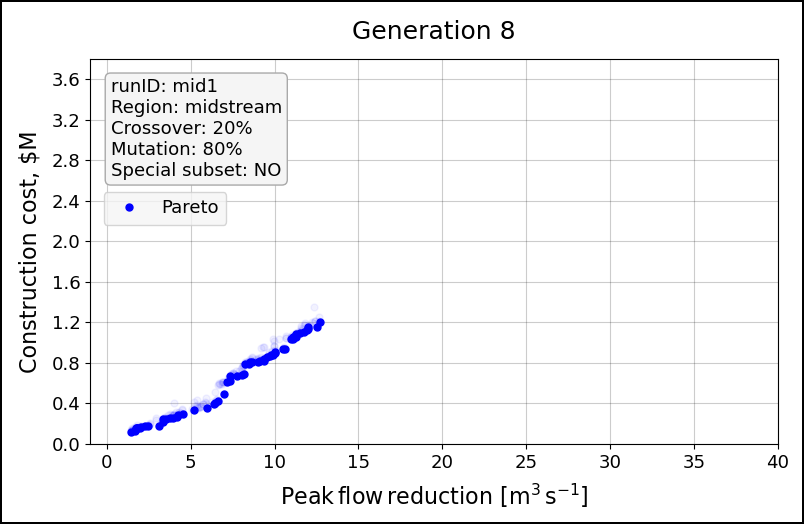 Generation 8
runID: mid1
Region: midstream
Crossover: 20%
Mutation: 80%
Special subset: NO
Pareto
Construction cost, $M
3.6
3.2
2.8
2.4
2.0
1.6
1.2
0.8
0.4
0.0
0 5 10 15 20 25 30 35 40
Peak flow reduction [m³ s⁻¹]